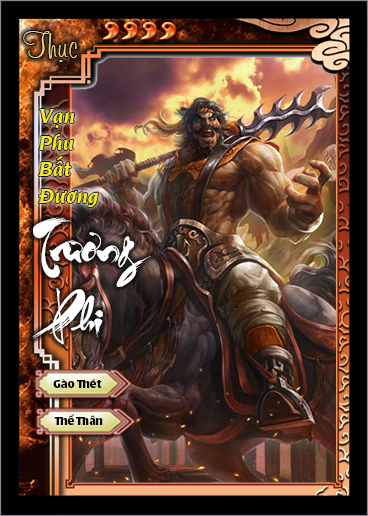 Thục
Vạn
Phu
Bất
Đương
Trương
Phi
Gào Thét
Thế Thân